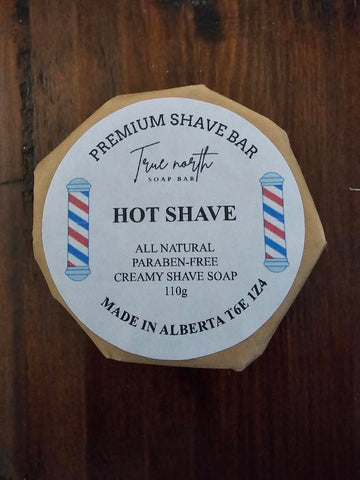 PREMIUM SHAVE BAR
True north
SOAP BAR
HOT SHAVE
ALL NATURAL
PARABEN-FREE
CREAMY SHAVE SOAP
110g
MADE IN ALBERTA T6E 1Z4